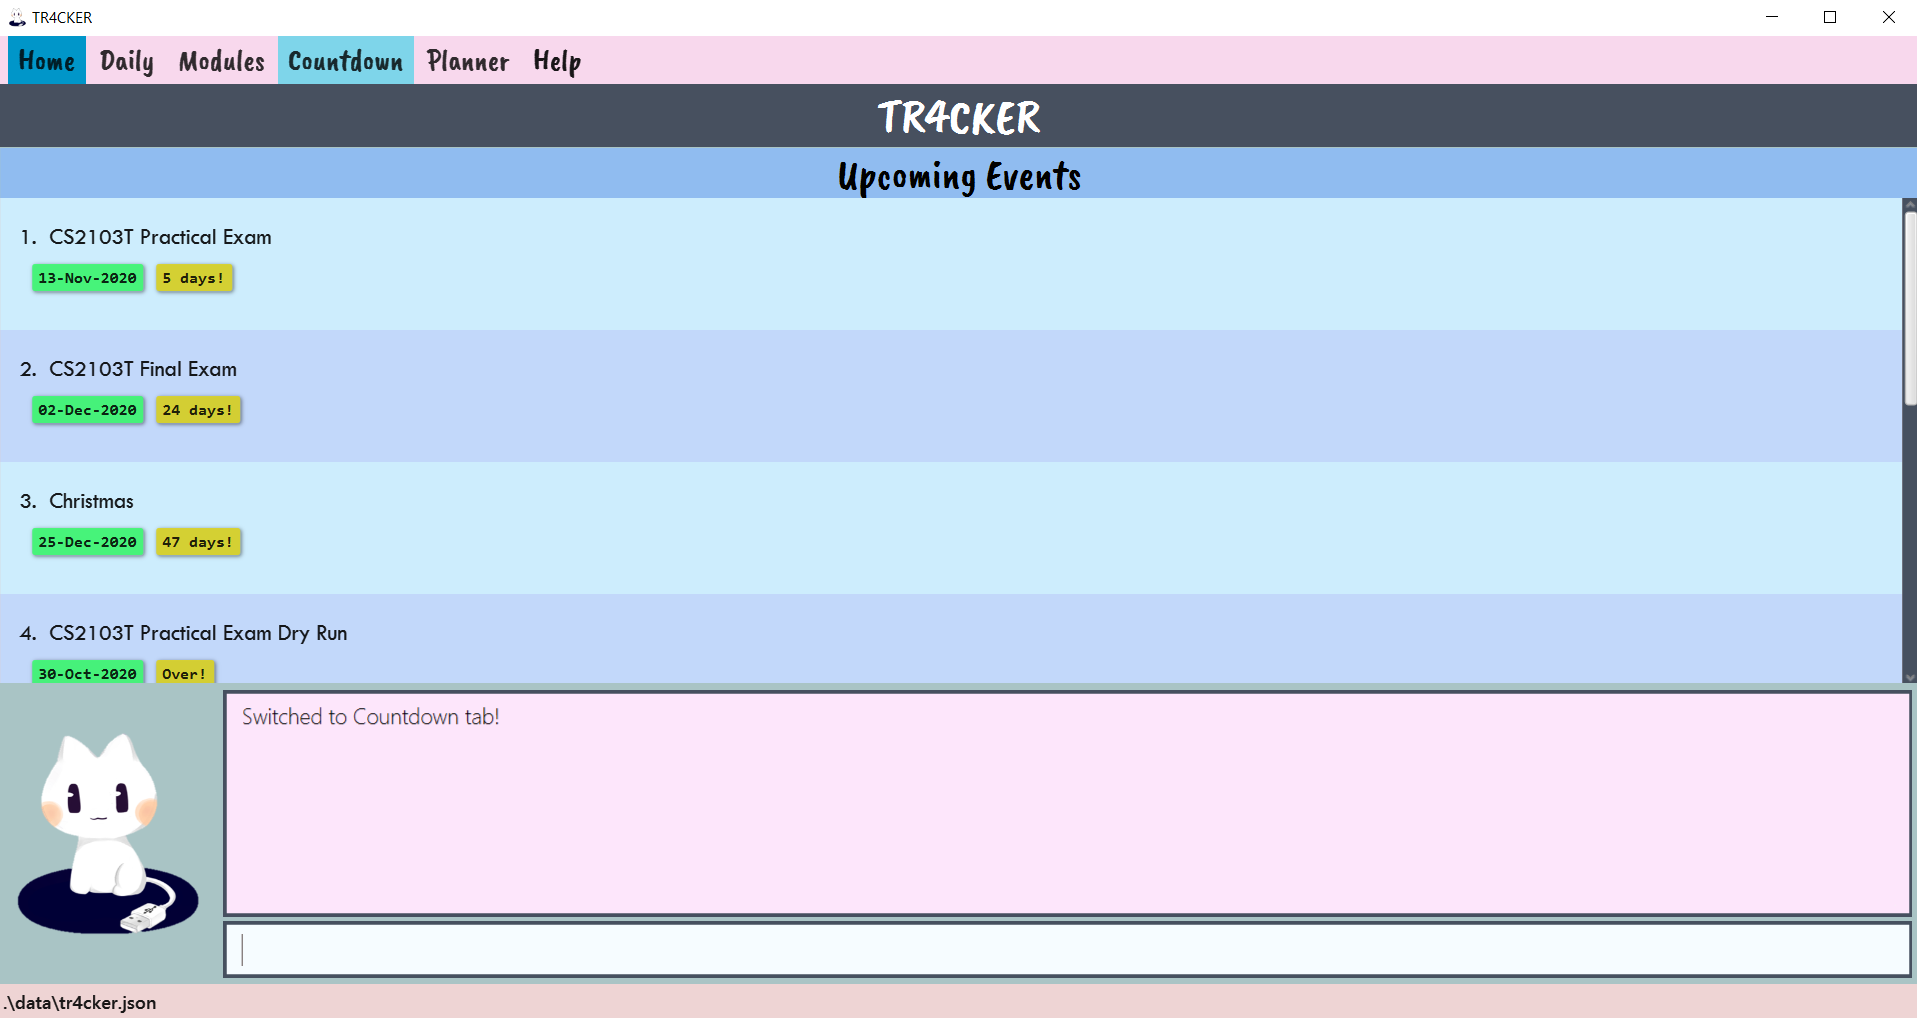 TR4CKER
Home Daily Modules Countdown Planner Help
TR4CKER
Upcoming Events
1. CS2103T Practical Exam
13-Nov-2020 5 days!
2. CS2103T Final Exam
02-Dec-2020 24 days!
3. Christmas
25-Dec-2020 47 days!
4. CS2103T Practical Exam Dry Run
30-Oct-2020 Over!
Switched to Countdown tab!
.\data\tr4cker.json